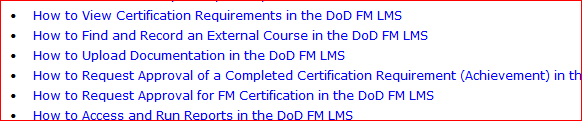 • How to View Certification Requirements in the DoD FM LMS
• How to Find and Record an External Course in the DoD FM LMS
• How to Upload Documentation in the DoD FM LMS
• How to Request Approval of a Completed Certification Requirement (Achievement) in th
• How to Request Approval for FM Certification in the DoD FM LMS
• How to Access and Run Reports in the DoD FM LMS